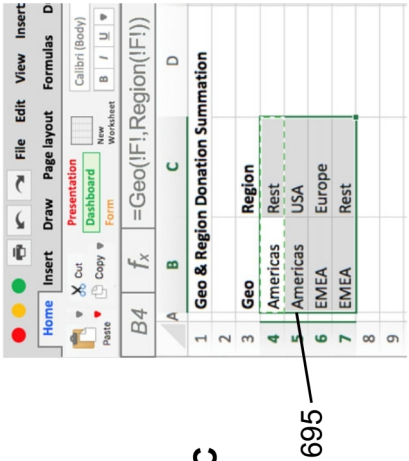 File Edit View Insert
Home Insert Draw Page layout Formulas D
Paste
Cut
Copy
Presentation
Dashboard
Form
New
Worksheet
Calibri (Body)
B I U
B4 fx =Geo(!F!,Region(!F!))
A B C D
1 Geo & Region Donation Summation
2
3 Geo Region
4 Americas Rest
5 Americas USA
6 EMEA Europe
7 EMEA Rest
8
9
695
C